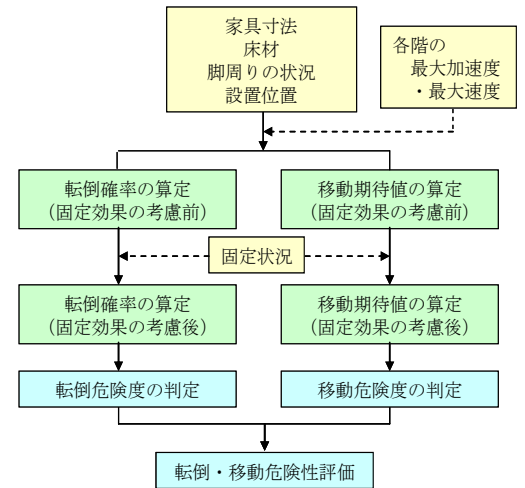 家具寸法
床材
脚周りの状況
設置位置
各階の
最大加速度
・最大速度
転倒確率の算定
(固定効果の考慮前)
移動期待値の算定
(固定効果の考慮前)
固定状況
転倒確率の算定
(固定効果の考慮後)
移動期待値の算定
(固定効果の考慮後)
転倒危険度の判定
移動危険度の判定
転倒・移動危険性評価